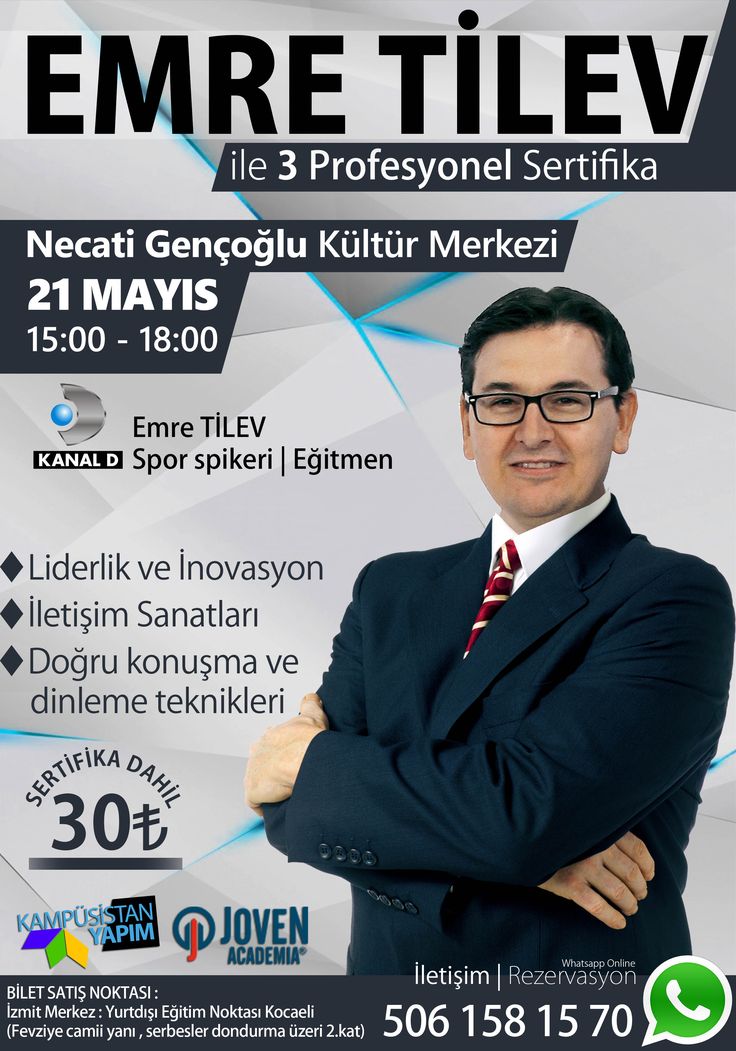 EMRE TİLEV
ile 3 Profesyonel Sertifika
Necati Gençoğlu Kültür Merkezi
21 MAYIS
15:00 - 18:00
KANAL D
Emre TİLEV
Spor spikeri | Eğitmen
Liderlik ve İnovasyon
İletişim Sanatları
Doğru konuşma ve
dinleme teknikleri
SERTİFİKA DAHİL
30₺
KAMPÜSİSTAN
YAPIM
JOVEN
ACADEMIA®
Whatsapp Online
İletişim | Rezervasyon
506 158 15 70
BİLET SATIŞ NOKTASI :
İzmit Merkez : Yurtdışı Eğitim Noktası Kocaeli
(Fevziye camii yanı , serbesler dondurma üzeri 2.kat)